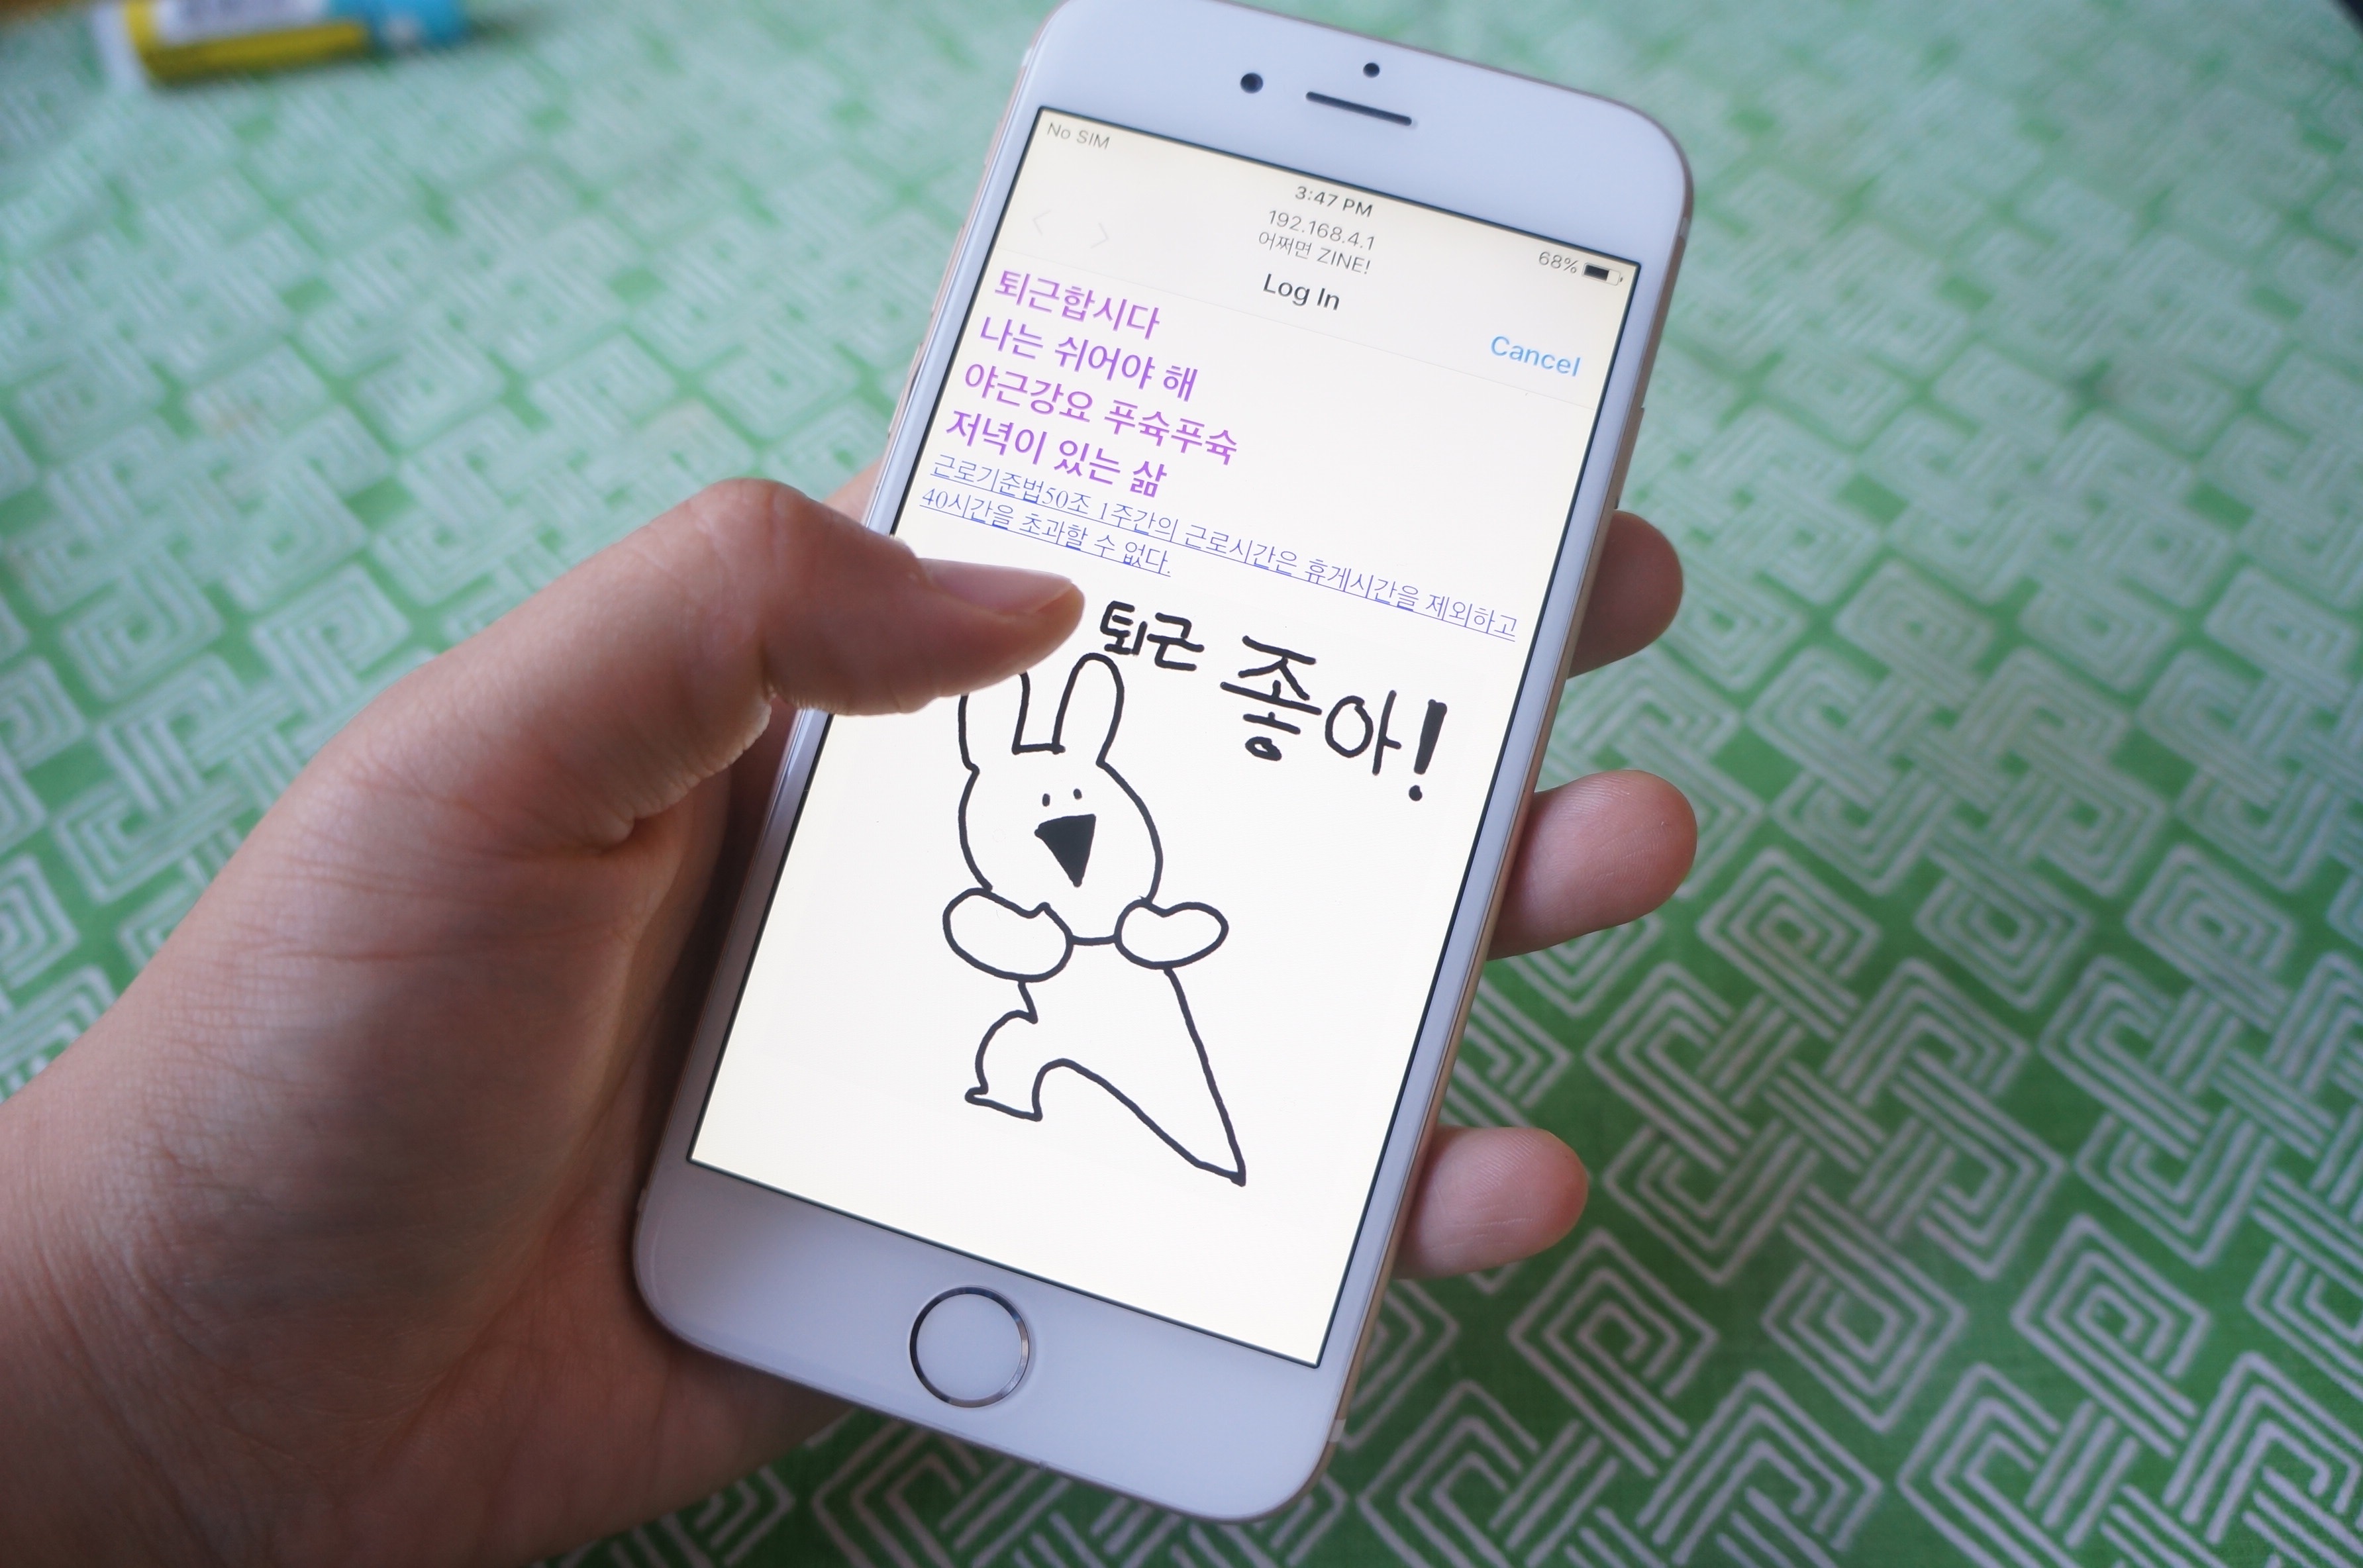 No SIM
3:47 PM
68%
192.168.4.1
어쩌면 ZINE!
Log In
Cancel
퇴근합시다
나는 쉬어야 해
야근강요 푸슉푸슉
저녁이 있는 삶
근로기준법50조 1주간의 근로시간은 휴게시간을 제외하고
40시간을 초과할 수 없다.
퇴근 좋아!